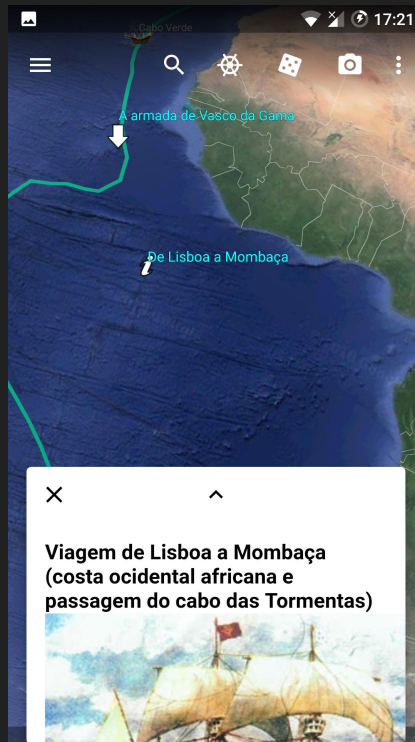 17:21
Cabo Verde
A armada de Vasco da Gama
De Lisboa a Mombaça
Viagem de Lisboa a Mombaça
(costa ocidental africana e
passagem do cabo das Tormentas)